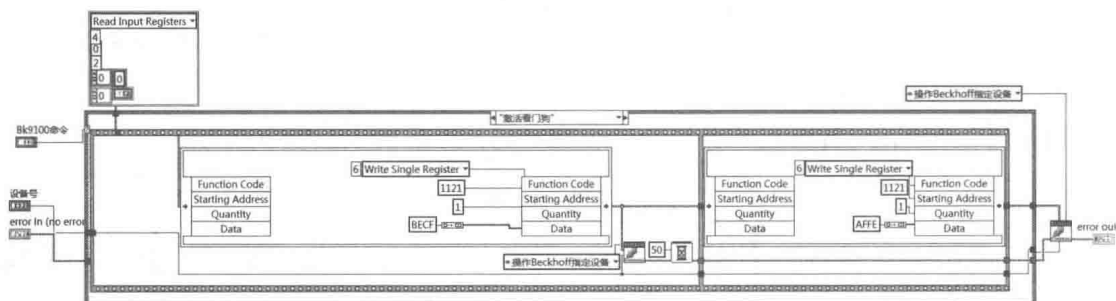 Read Input Registers
4
0
2
0 0
0
操作Beckhoff指定设备
"激活看门狗"
Bk9100命令
设备号
error in (no error
6 Write Single Register
Function Code
Starting Address
Quantity
Data
1121
1
BECF
Function Code
Starting Address
Quantity
Data
操作Beckhoff指定设备
50
6 Write Single Register
Function Code
Starting Address
Quantity
Data
1121
1
AFFE
Function Code
Starting Address
Quantity
Data
error out